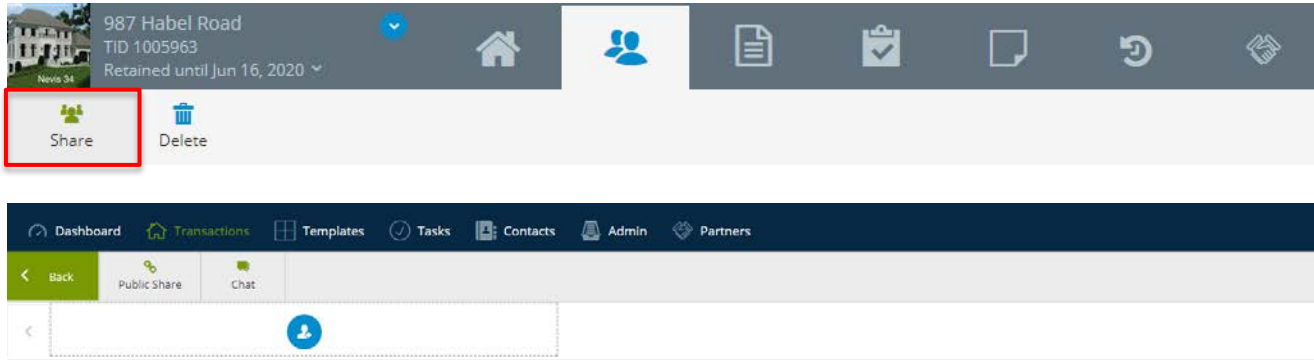 987 Habel Road
TID 1005963
Retained until Jun 16, 2020
Nevis 34
Share Delete
Dashboard Transactions Templates Tasks Contacts Admin Partners
Back Public Share Chat